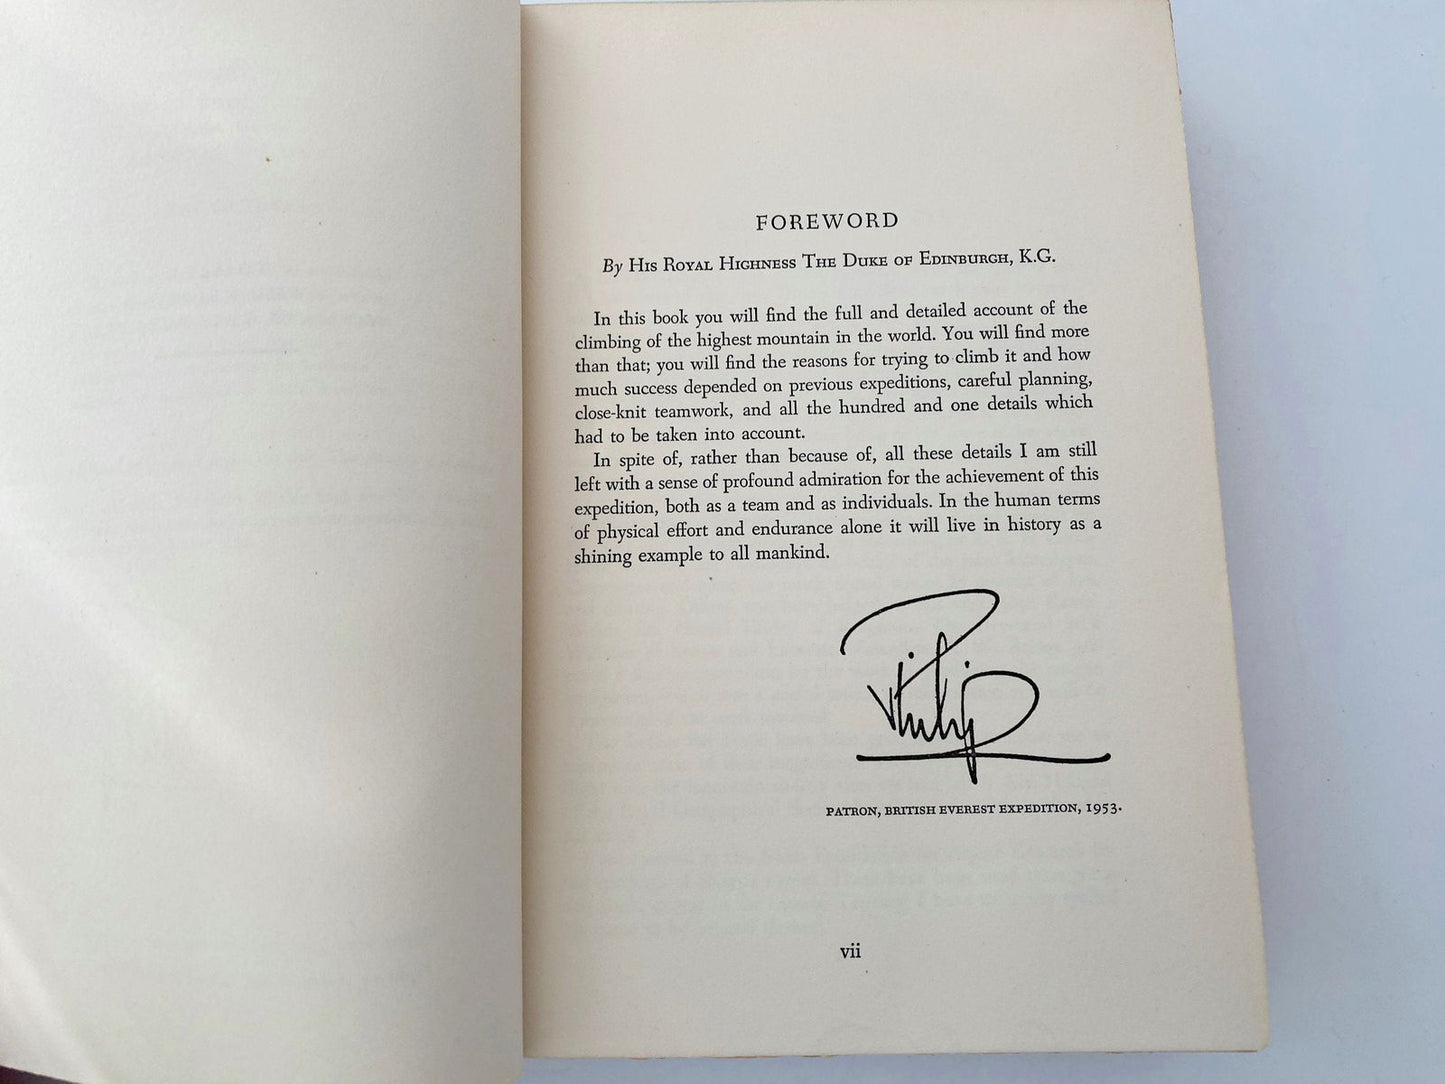 FOREWORD
By His Royal Highness The Duke of Edinburgh, K.G.
In this book you will find the full and detailed account of the
climbing of the highest mountain in the world. You will find more
than that; you will find the reasons for trying to climb it and how
much success depended on previous expeditions, careful planning,
close-knit teamwork, and all the hundred and one details which
had to be taken into account.
In spite of, rather than because of, all these details I am still
left with a sense of profound admiration for the achievement of this
expedition, both as a team and as individuals. In the human terms
of physical effort and endurance alone it will live in history as a
shining example to all mankind.
Philip
PATRON, BRITISH EVEREST EXPEDITION, 1953.
vii